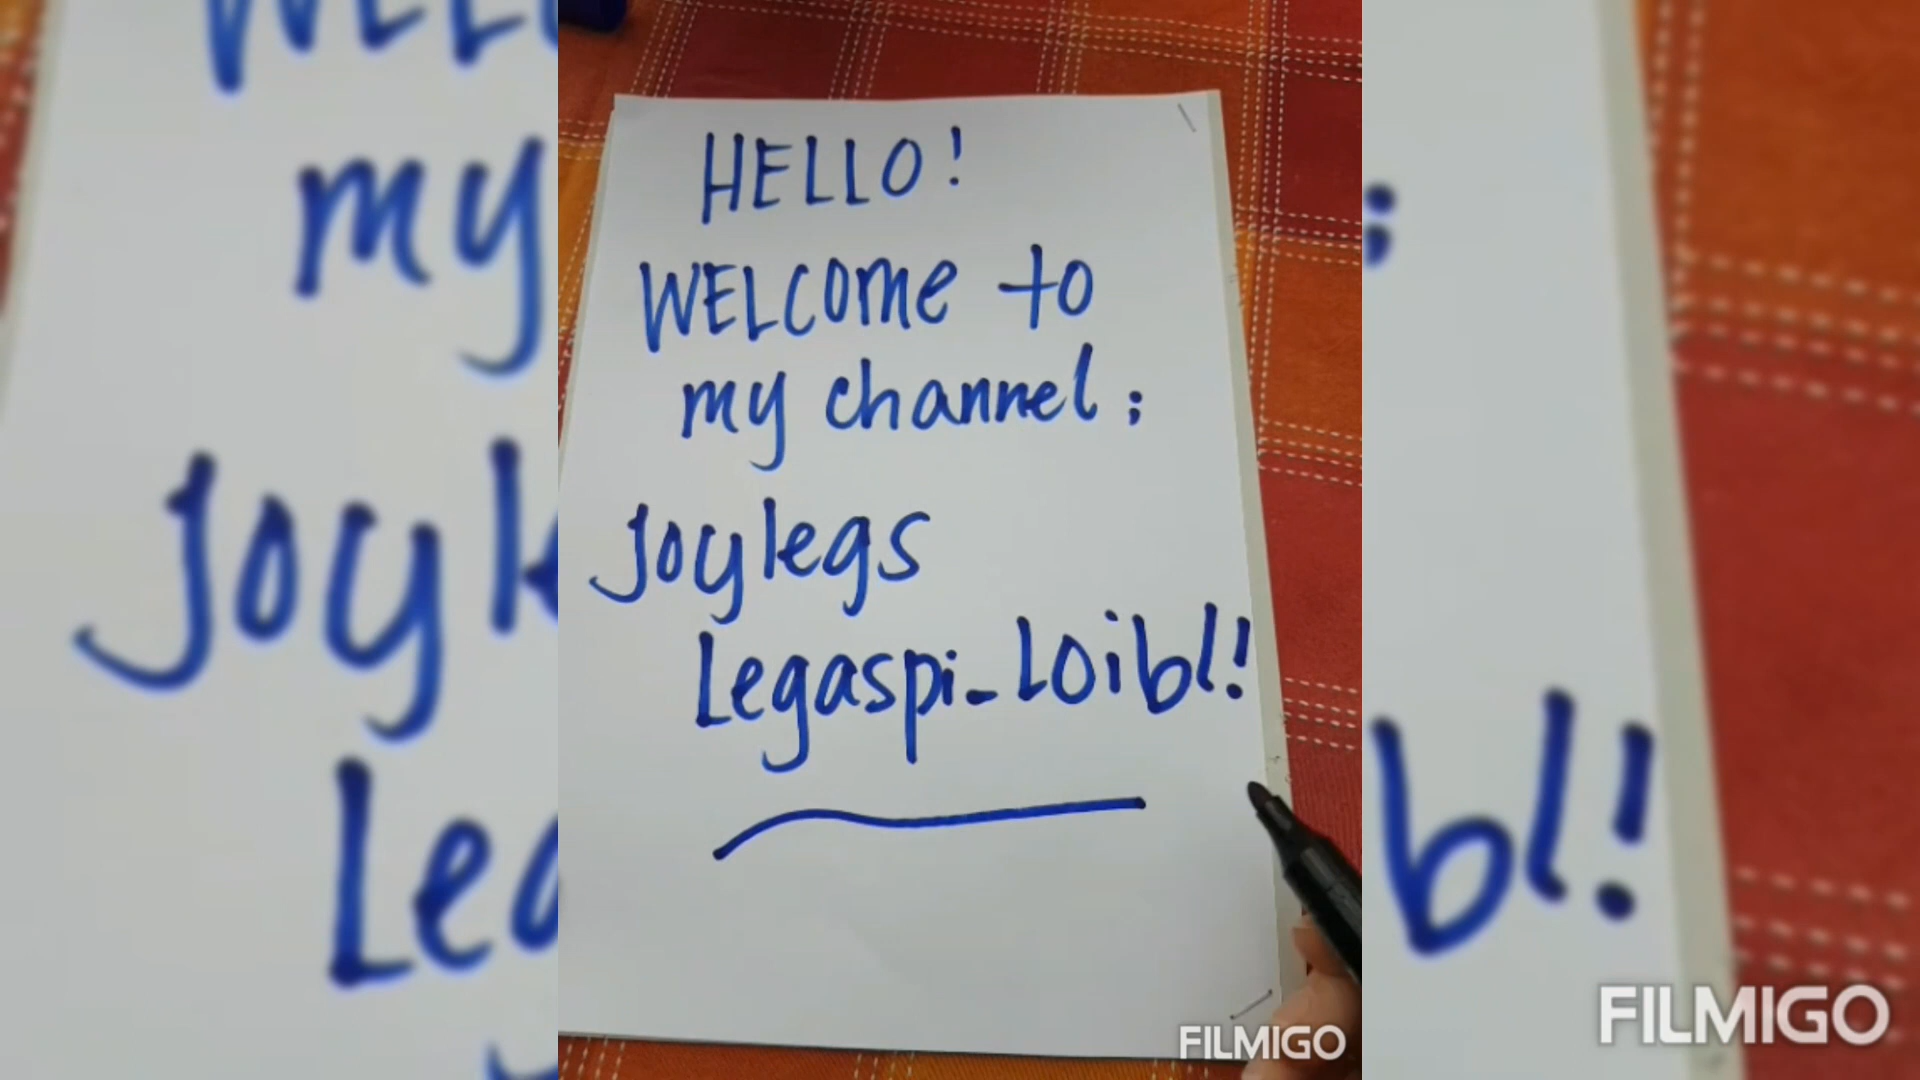 HELLO!
WELCOME to
my channel;
Joylegs
Legaspi-Loibl!
FILMIGO
FILMIGO